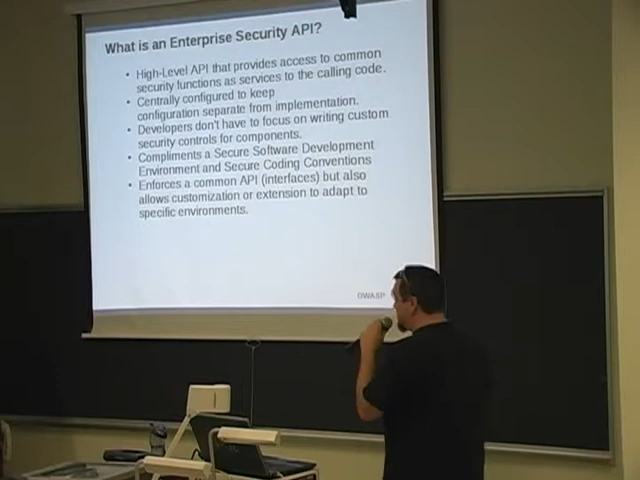 What is an Enterprise Security API?
• High-Level API that provides access to common
security functions as services to the calling code.
• Centrally configured to keep
configuration separate from implementation.
• Developers don't have to focus on writing custom
security controls for components.
• Compliments a Secure Software Development
Environment and Secure Coding Conventions
• Enforces a common API (interfaces) but also
allows customization or extension to adapt to
specific environments.
OWASP